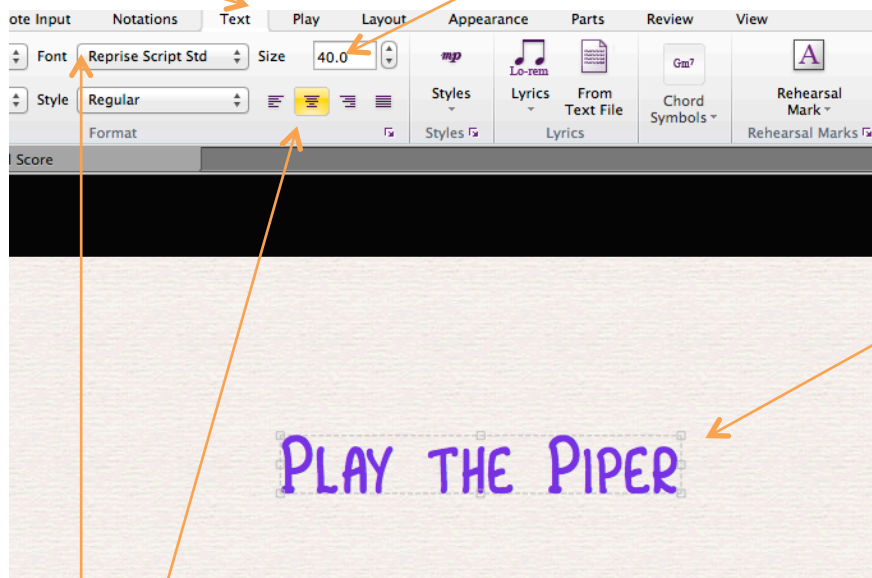 ote Input Notations Text Play Layout Appearance Parts Review View
Font Reprise Script Std Size 40.0 mp Lo-rem Gm7 A
Style Regular Styles Lyrics From Text File Chord Symbols Rehearsal Mark
Format Styles Lyrics Rehearsal Marks
Score
PLAY THE PIPER